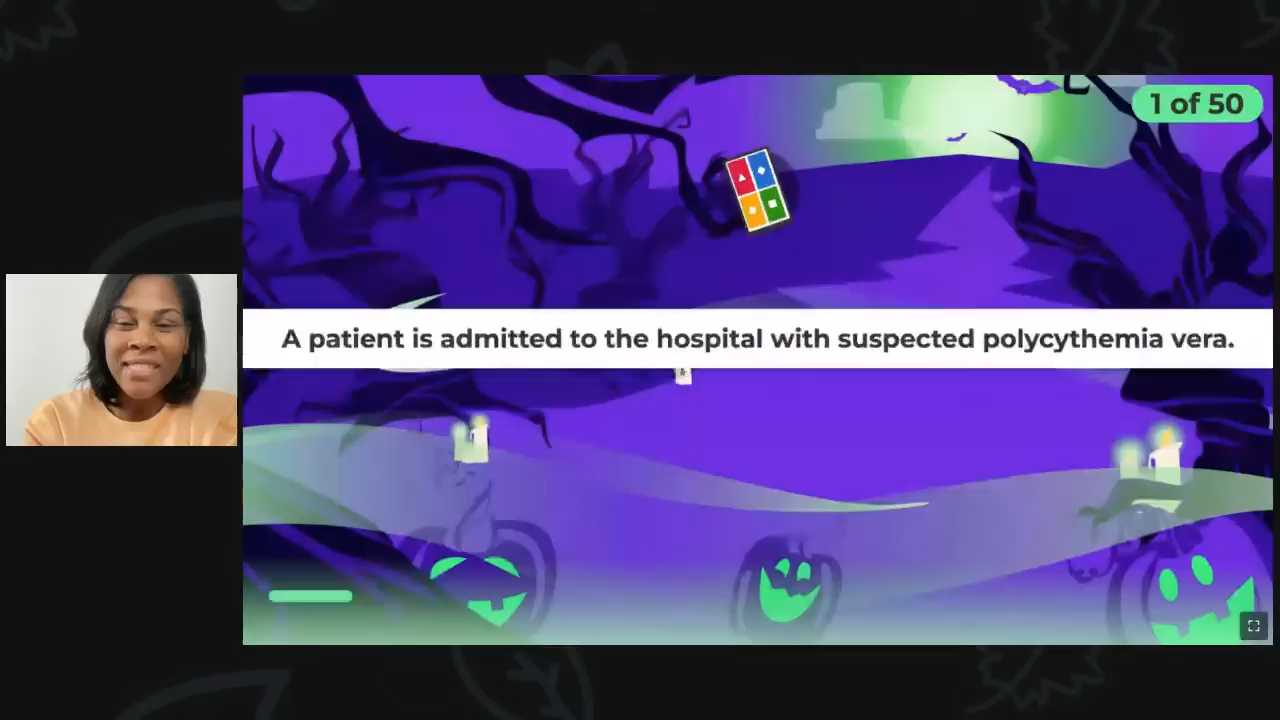 1 of 50
A patient is admitted to the hospital with suspected polycythemia vera.